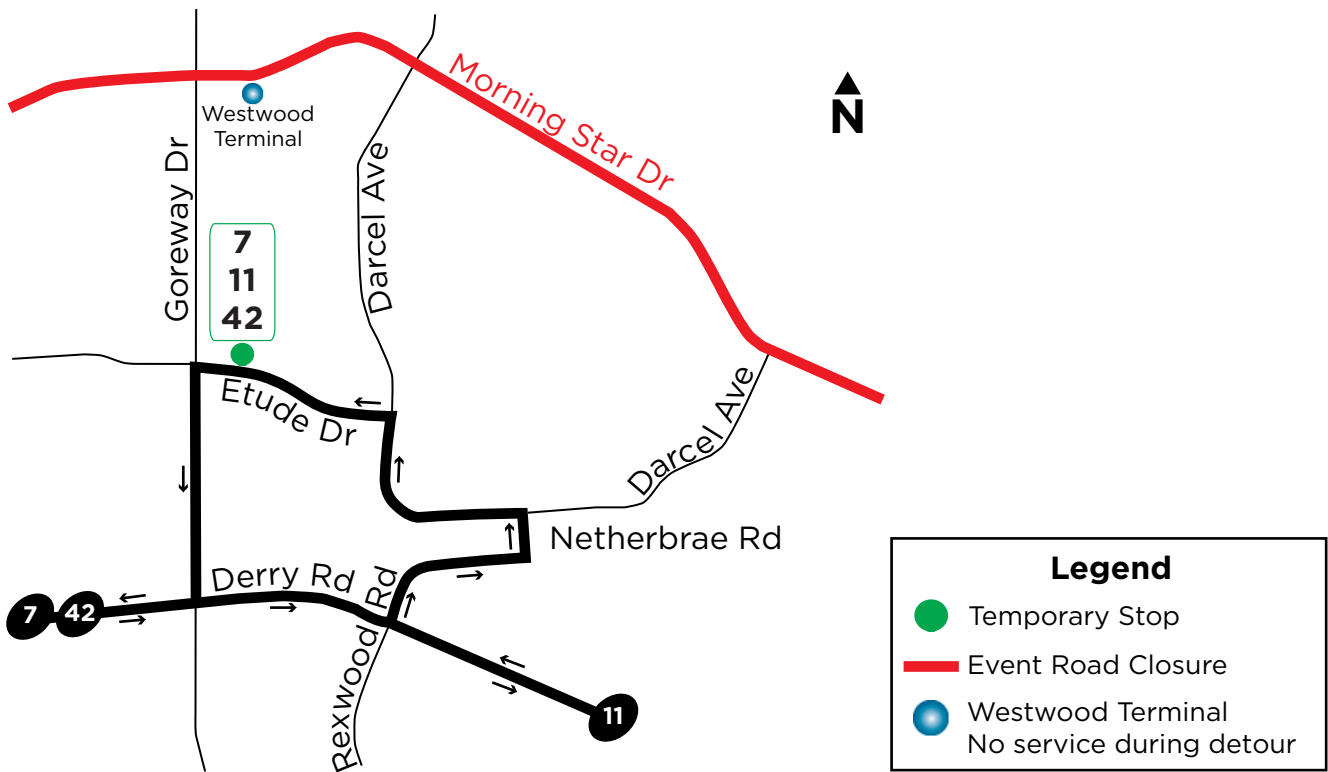 Morning Star Dr
N
Westwood
Terminal
Goreway Dr
Darcel Ave
7
11
42
Etude Dr
Darcel Ave
Netherbrae Rd
Derry Rd
Rexwood Rd
7
42
11
Legend
Temporary Stop
Event Road Closure
Westwood Terminal
No service during detour